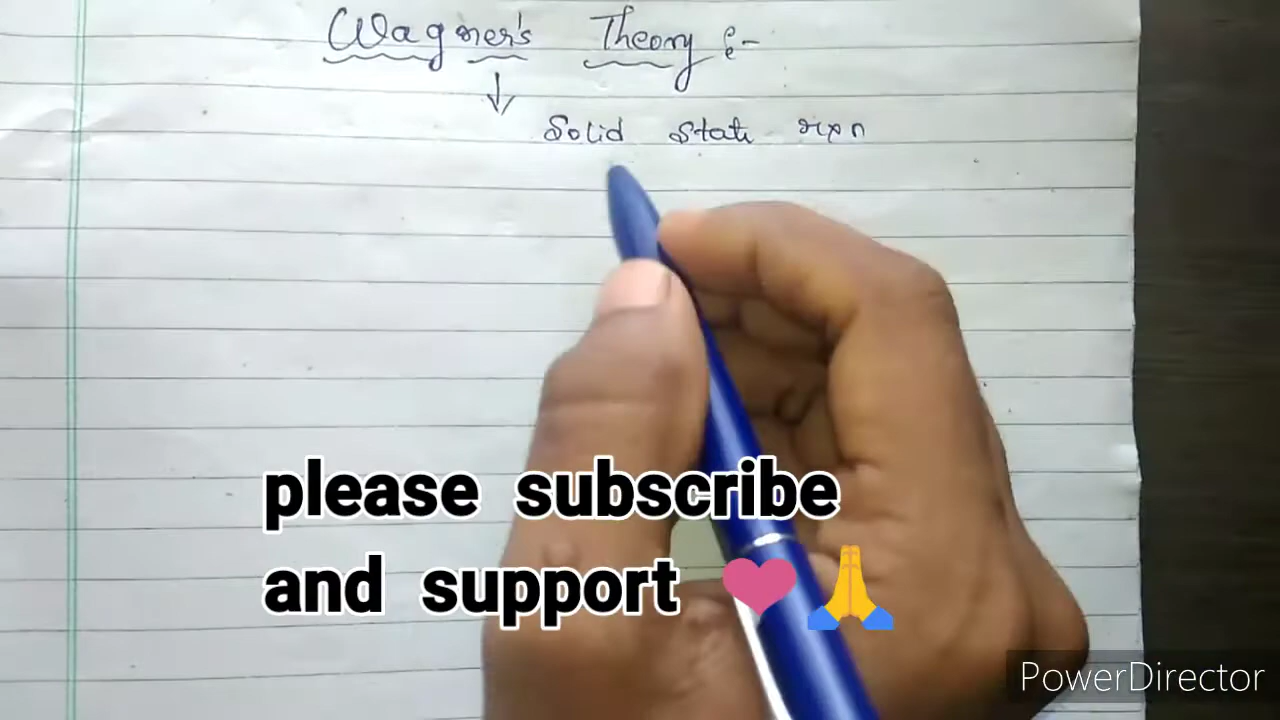 Wagner's Theory :-
↓
Solid State rxn
please subscribe
and support ❤🙏
PowerDirector